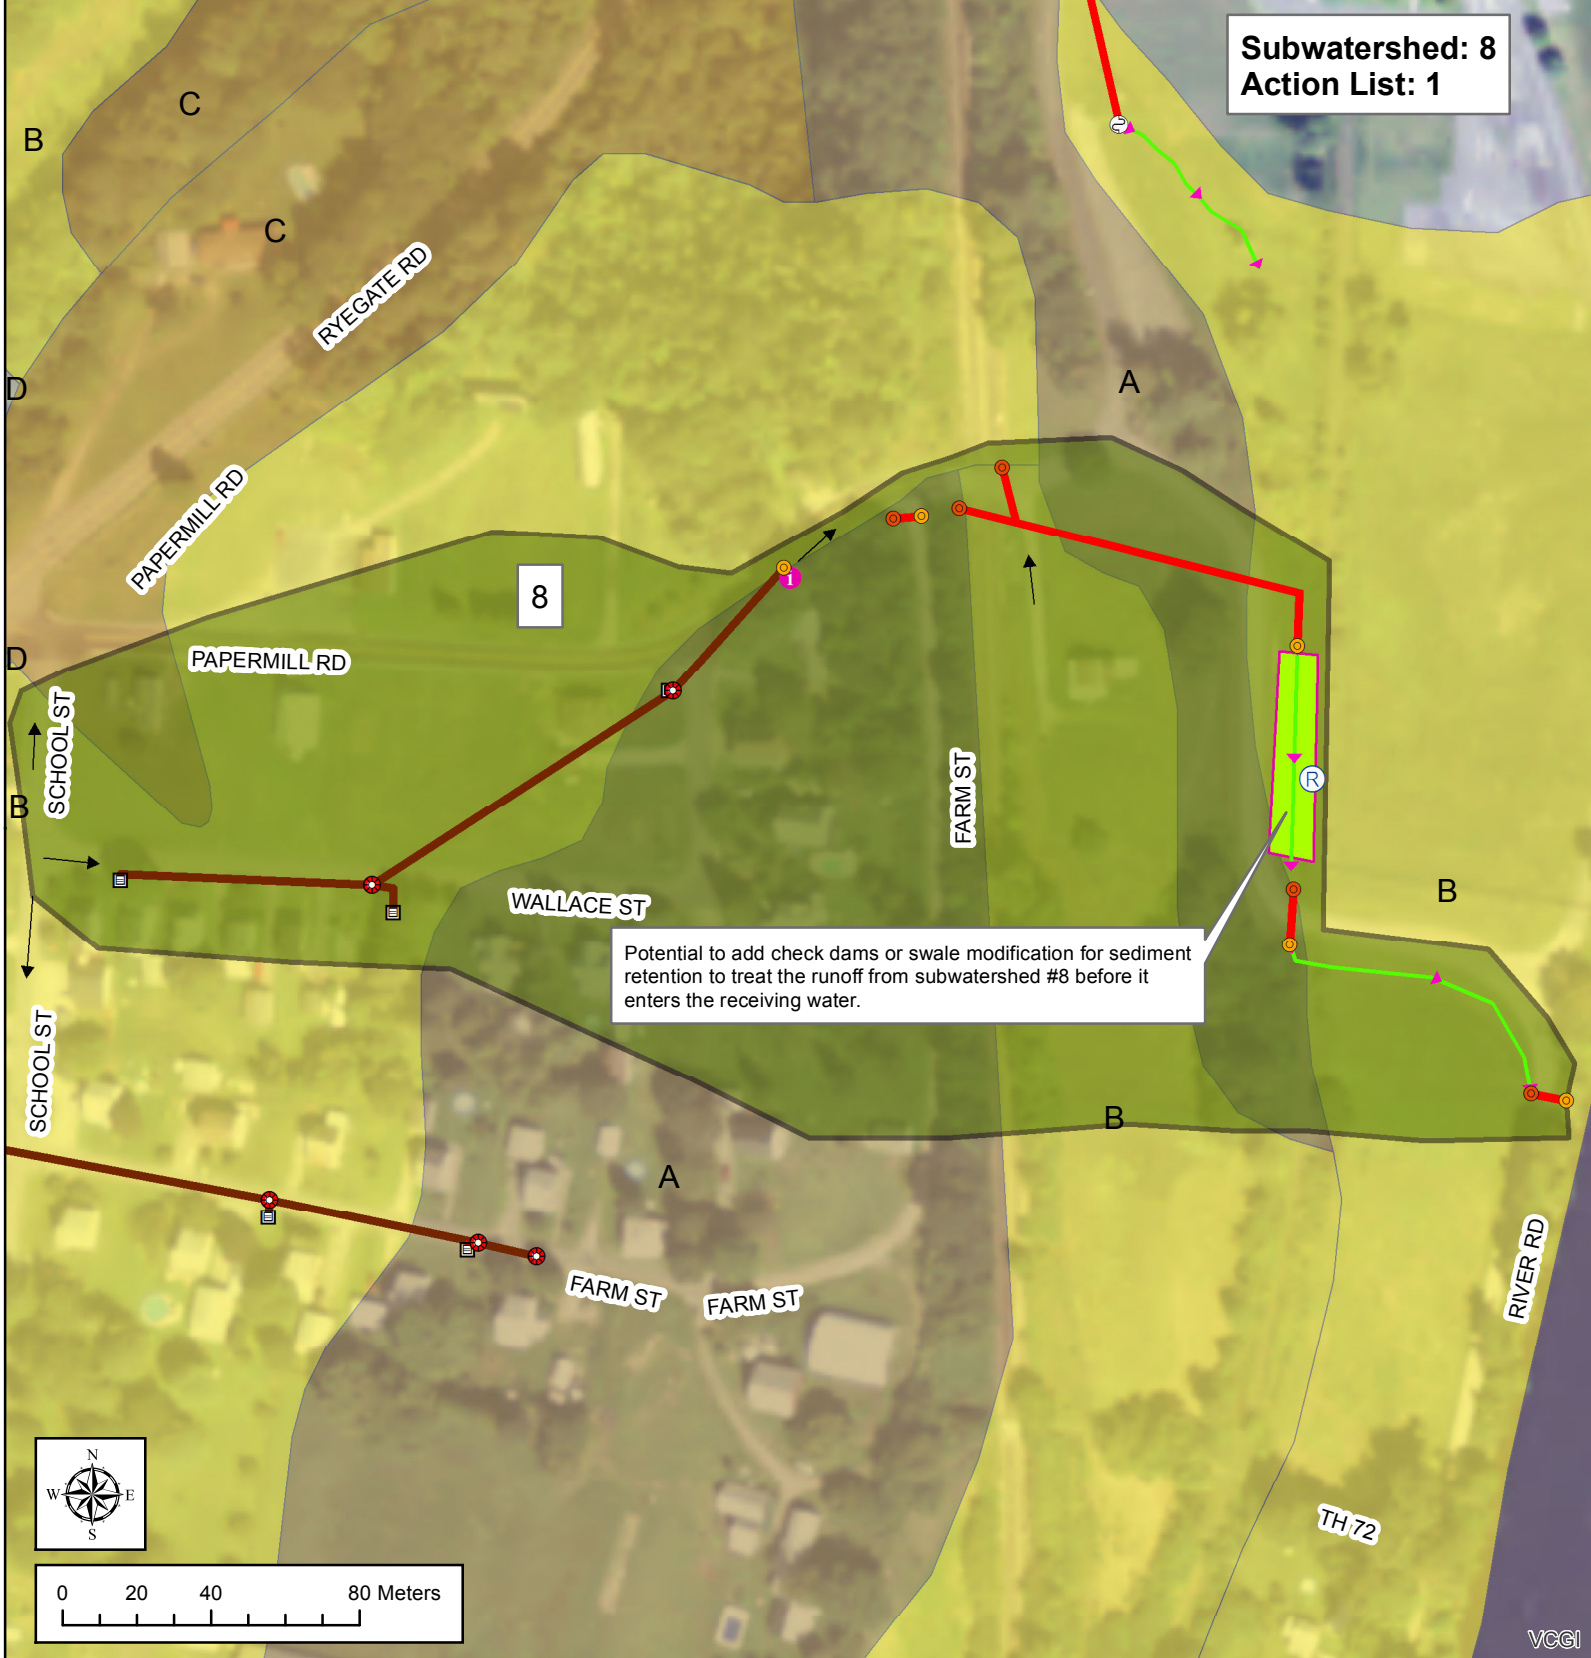 Subwatershed: 8
Action List: 1
C
B
C
RYEGATE RD
A
D
PAPERMILL RD
8
1
PAPERMILL RD
D
SCHOOL ST
R
FARM ST
B
B
WALLACE ST
Potential to add check dams or swale modification for sediment
retention to treat the runoff from subwatershed #8 before it
enters the receiving water.
SCHOOL ST
B
A
RIVER RD
FARM ST
FARM ST
N
W E
S
TH 72
0 20 40 80 Meters
VCGI